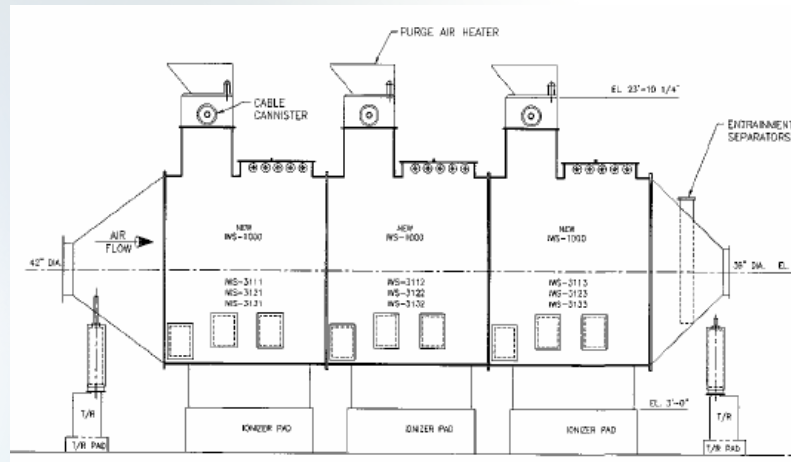 PURGE AIR HEATER
CABLE
CANNISTER
EL 23'-10 1/4"
ENTRAINMENT
SEPARATORS
AIR
FLOW
NEW
IWS-1000
NEW
IWS-1000
NEW
IWS-1000
42" DIA.
36" DIA. EL.
IWS-3111
IWS-3121
IWS-3131
IWS-3112
IWS-3122
IWS-3132
IWS-3113
IWS-3123
IWS-3133
T/R
T/R PAD
IONIZER PAD
IONIZER PAD
IONIZER PAD
EL. 3'-0"
T/R
T/R PAD